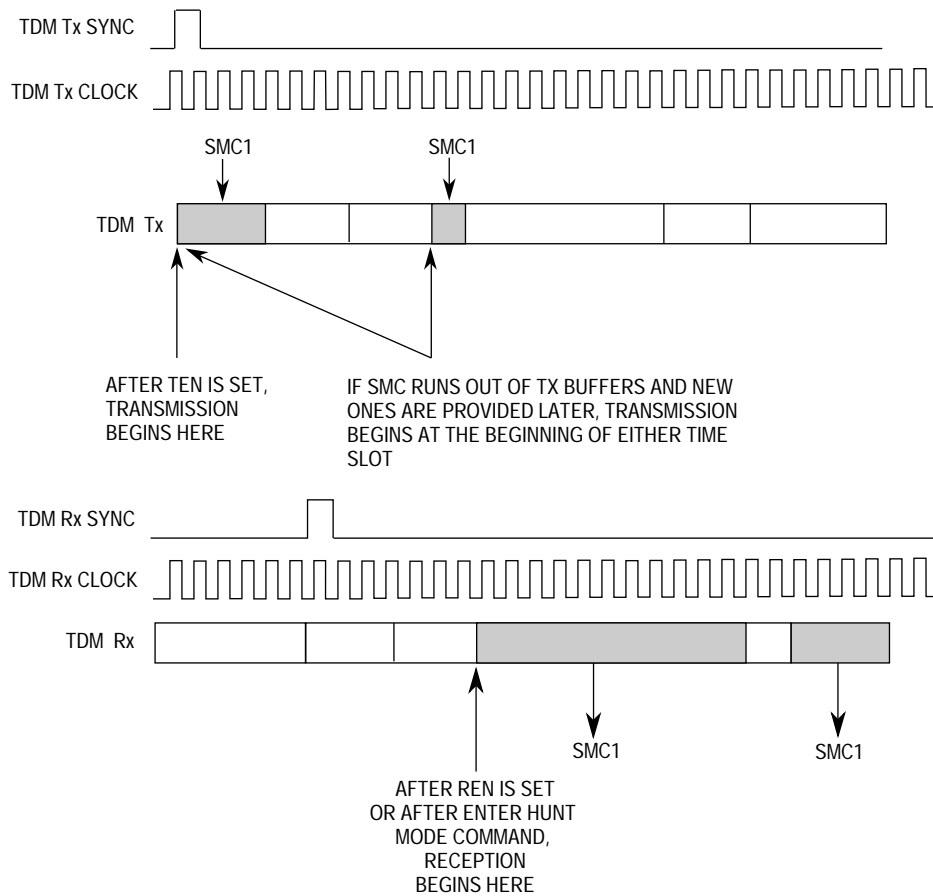 TDM Tx SYNC
TDM Tx CLOCK
SMC1 SMC1
TDM Tx
AFTER TEN IS SET,
TRANSMISSION
BEGINS HERE
IF SMC RUNS OUT OF TX BUFFERS AND NEW
ONES ARE PROVIDED LATER, TRANSMISSION
BEGINS AT THE BEGINNING OF EITHER TIME
SLOT
TDM Rx SYNC
TDM Rx CLOCK
TDM Rx
SMC1 SMC1
AFTER REN IS SET
OR AFTER ENTER HUNT
MODE COMMAND,
RECEPTION
BEGINS HERE